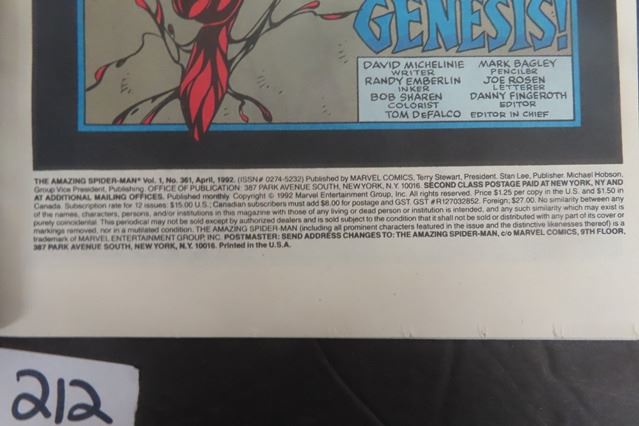 GENESIS!
DAVID MICHELINIE
WRITER
RANDY EMBERLIN
INKER
BOB SHAREN
COLORIST
TOM DEFALCO
MARK BAGLEY
PENCILER
JOE ROSEN
LETTERER
DANNY FINGEROTH
EDITOR
EDITOR IN CHIEF
THE AMAZING SPIDER-MAN® Vol. 1, No. 361, April, 1992. (ISSN# 0274-5232) Published by MARVEL COMICS, Terry Stewart, President. Stan Lee, Publisher. Michael Hobson,
Group Vice President, Publishing. OFFICE OF PUBLICATION: 387 PARK AVENUE SOUTH, NEW YORK, N.Y. 10016. SECOND CLASS POSTAGE PAID AT NEW YORK, NY AND
AT ADDITIONAL MAILING OFFICES. Published monthly. Copyright © 1992 Marvel Entertainment Group, Inc. All rights reserved. Price $1.25 per copy in the U.S. and $1.50 in
Canada. Subscription rate for 12 issues: $15.00 U.S.; Canadian subscribers must add $8.00 for postage and GST. GST #R127032852. Foreign, $27.00. No similarity between any
of the names, characters, persons, and/or institutions in this magazine with those of any living or dead person or institution is intended, and any such similarity which may exist is
purely coincidental. This periodical may not be sold except by authorized dealers and is sold subject to the condition that it shall not be sold or distributed with any part of its cover or
markings removed, nor in a mutilated condition. THE AMAZING SPIDER-MAN (including all prominent characters featured in the issue and the distinctive likenesses thereof) is a
trademark of MARVEL ENTERTAINMENT GROUP, INC. POSTMASTER: SEND ADDRESS CHANGES TO: THE AMAZING SPIDER-MAN, c/o MARVEL COMICS, 9TH FLOOR,
387 PARK AVENUE SOUTH, NEW YORK, N.Y. 10016. Printed in the U.S.A.
212